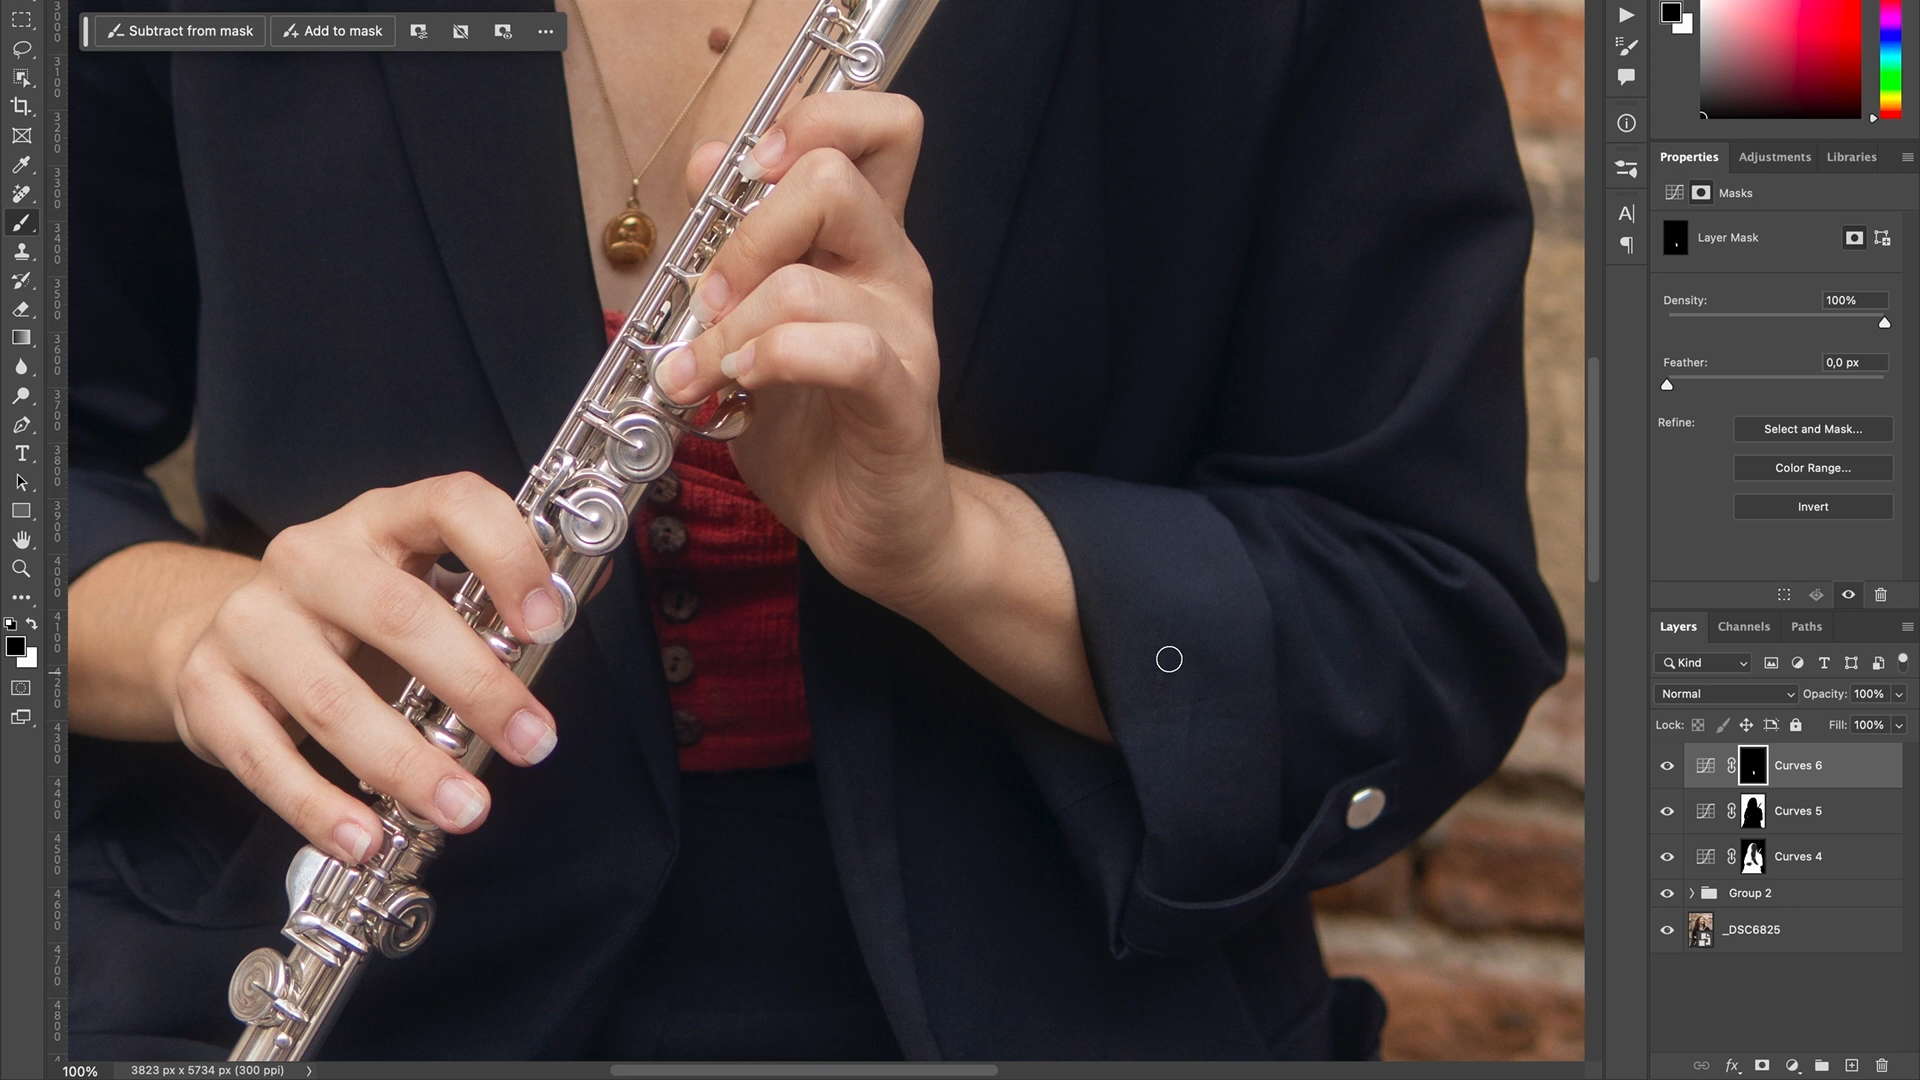 Subtract from mask
Add to mask
Properties
Adjustments
Libraries
Masks
Layer Mask
Density:
100%
Feather:
0,0 px
Refine:
Select and Mask...
Color Range...
Invert
Layers
Channels
Paths
Kind
Normal
Opacity: 100%
Lock:
Fill: 100%
Curves 6
Curves 5
Curves 4
Group 2
_DSC6825
100%
3823 px x 5734 px (300 ppi)